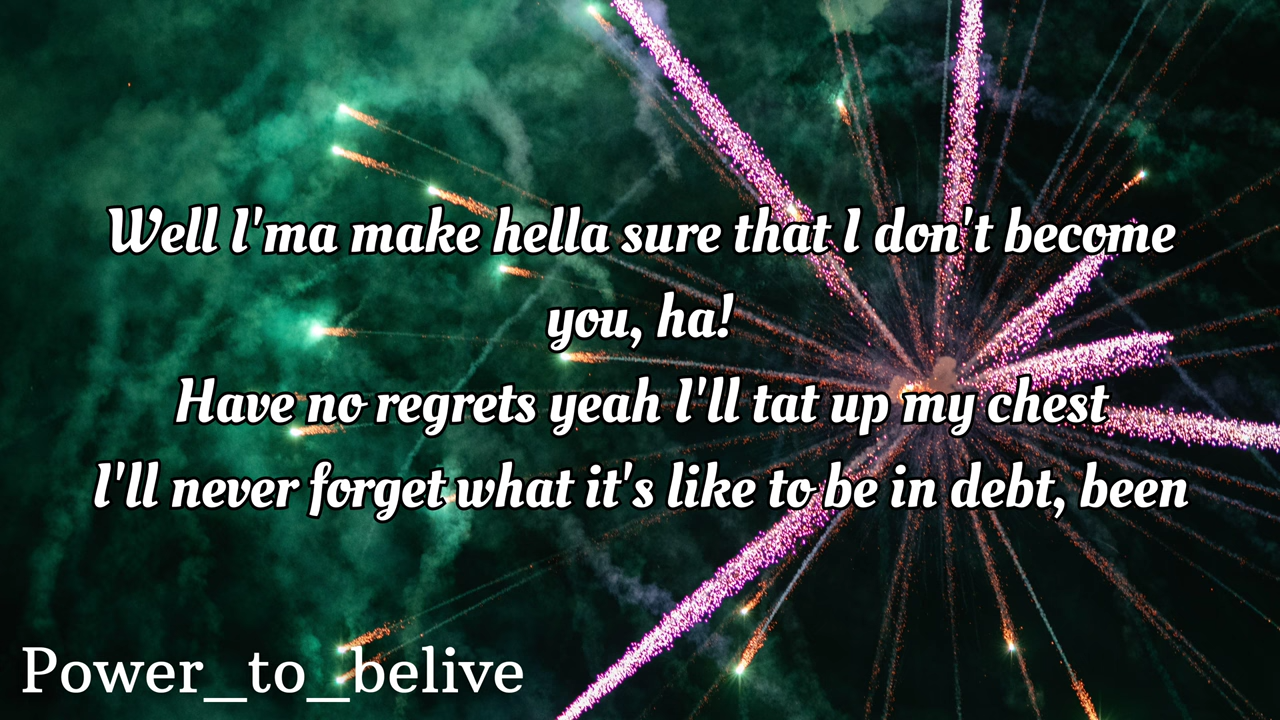 Well I'ma make hella sure that I don't become
you, ha!
Have no regrets yeah I'll tat up my chest
I'll never forget what it's like to be in debt, been
Power_to_belive